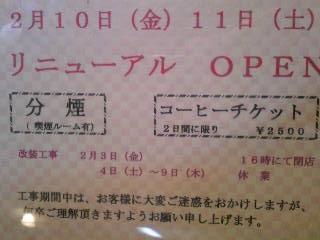 2月10日（金）11日（土）
リニューアル　OPEN
分煙
（喫煙ルーム有）
コーヒーチケット
2日間に限り　￥2500
改装工事　2月3日（金）　16時にて閉店
4日（土）～9日（木）　休業
工事期間中は、お客様に大変ご迷惑をおかけしますが、
何卒ご理解頂きますようお願い申し上げます。